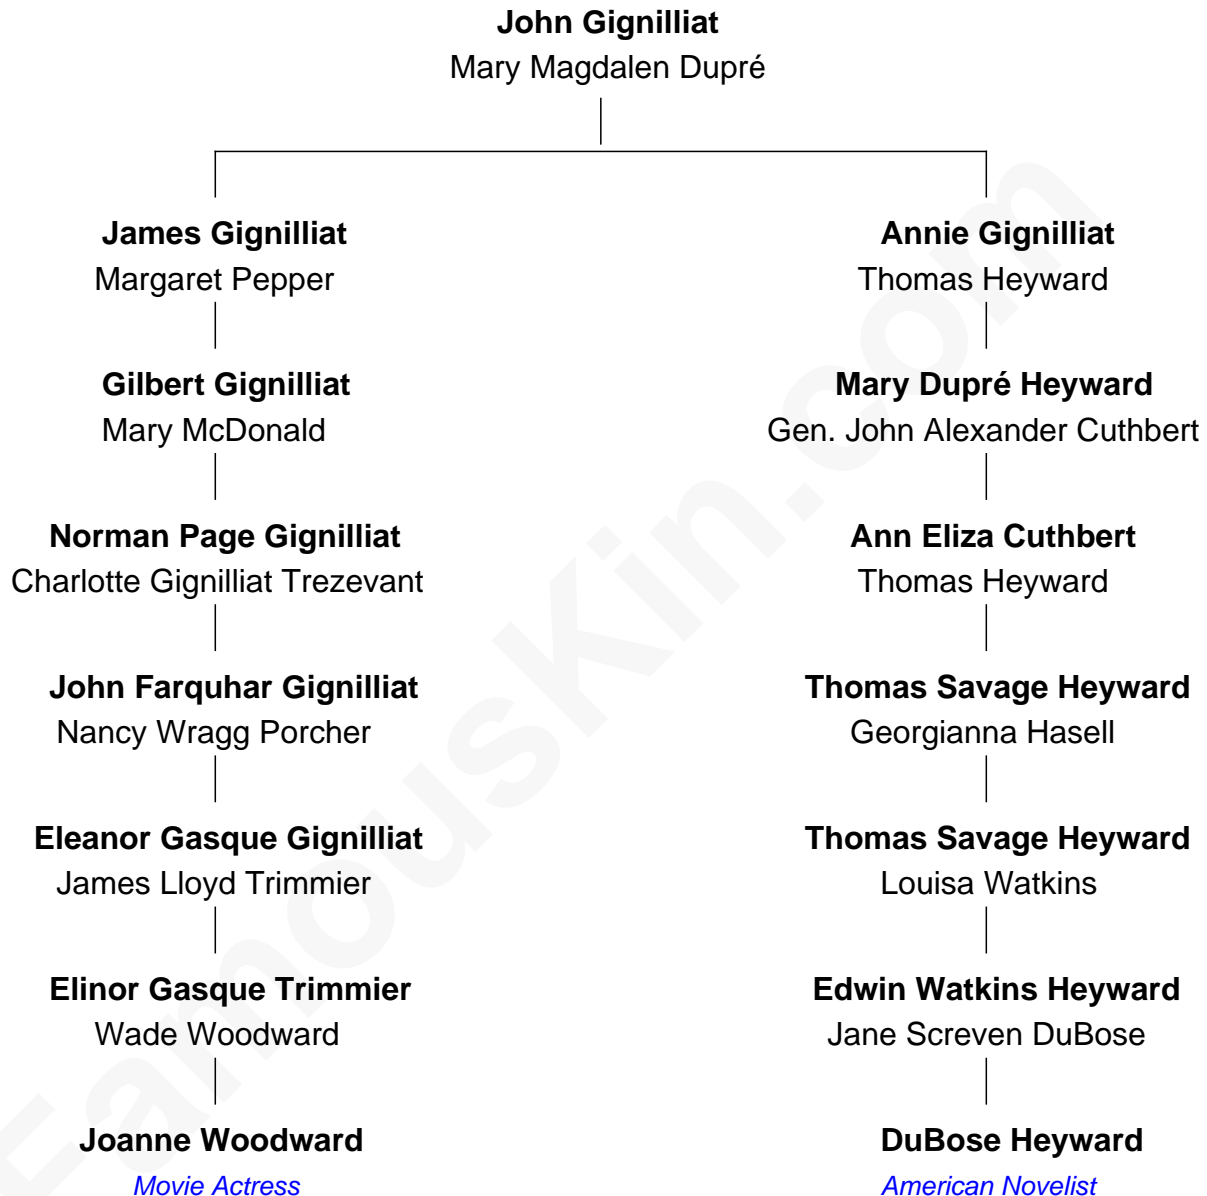 John Gignilliat
Mary Magdalen Dupré
James Gignilliat
Margaret Pepper
Gilbert Gignilliat
Mary McDonald
Norman Page Gignilliat
Charlotte Gignilliat Trezevant
John Farquhar Gignilliat
Nancy Wragg Porcher
Eleanor Gasque Gignilliat
James Lloyd Trimmier
Elinor Gasque Trimmier
Wade Woodward
Joanne Woodward
Movie Actress
Annie Gignilliat
Thomas Heyward
Mary Dupré Heyward
Gen. John Alexander Cuthbert
Ann Eliza Cuthbert
Thomas Heyward
Thomas Savage Heyward
Georgianna Hasell
Thomas Savage Heyward
Louisa Watkins
Edwin Watkins Heyward
Jane Screven DuBose
DuBose Heyward
American Novelist
FamousKin.com